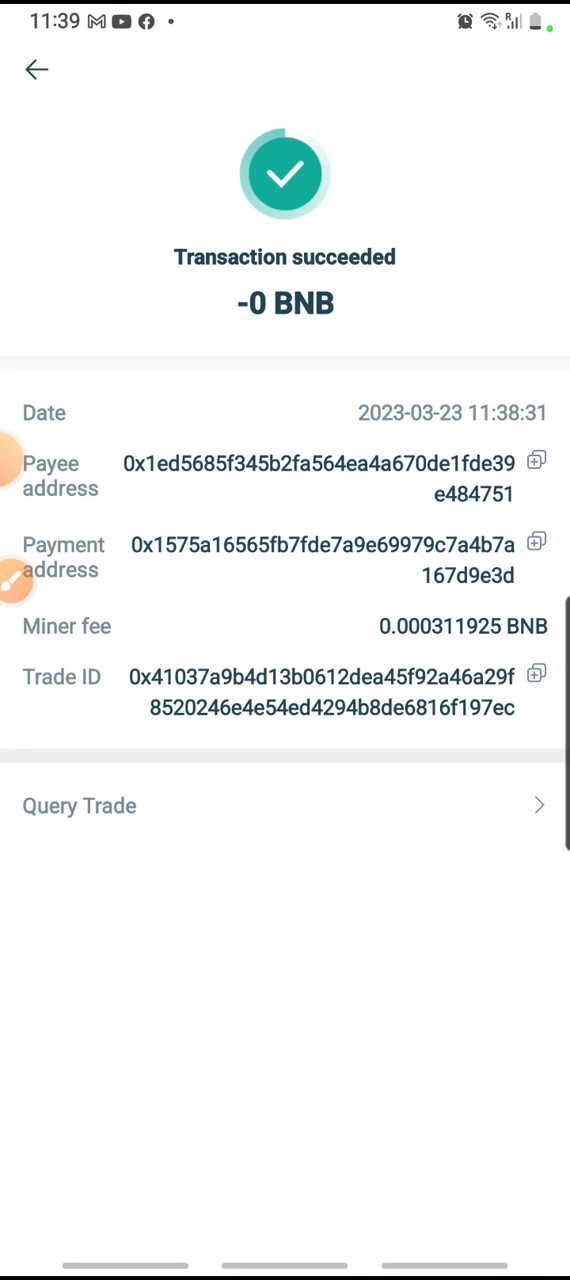 11:39
Transaction succeeded
-0 BNB
Date 2023-03-23 11:38:31
Payee address 0x1ed5685f345b2fa564ea4a670de1fde39
e484751
Payment address 0x1575a16565fb7fde7a9e69979c7a4b7a
167d9e3d
Miner fee 0.000311925 BNB
Trade ID 0x41037a9b4d13b0612dea45f92a46a29f
8520246e4e54ed4294b8de6816f197ec
Query Trade